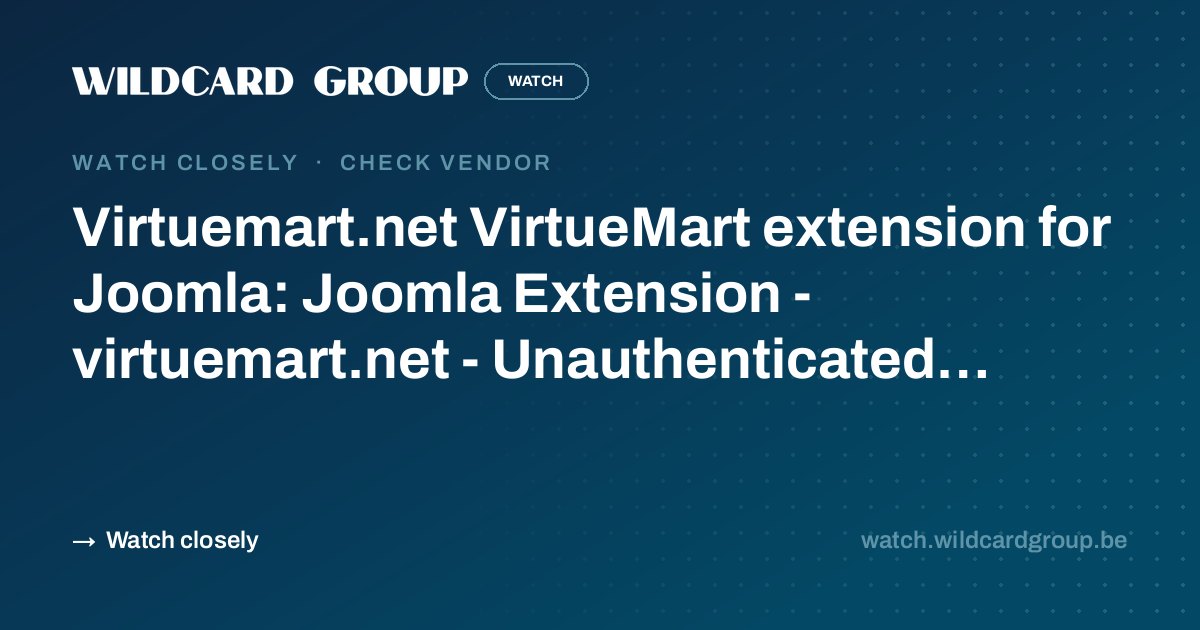 WILDCARD GROUP WATCH
WATCH CLOSELY · CHECK VENDOR
Virtuemart.net VirtueMart extension for
Joomla: Joomla Extension -
virtuemart.net - Unauthenticated…
→ Watch closely
watch.wildcardgroup.be